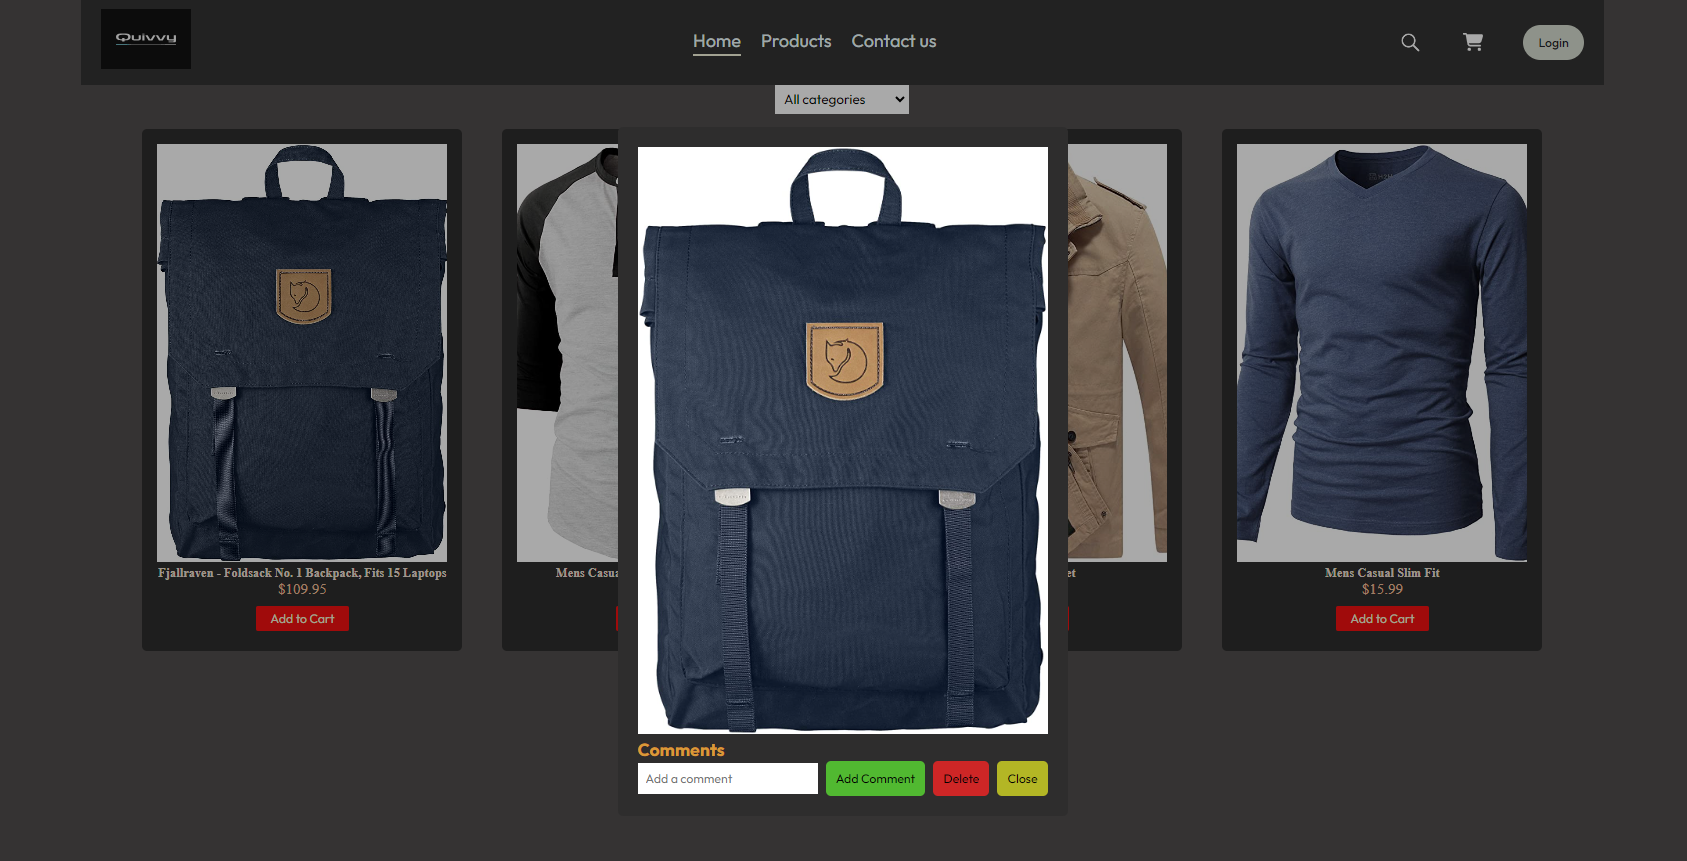 Quivvy
Home Products Contact us
Login
All categories
Fjallraven - Foldsack No. 1 Backpack, Fits 15 Laptops
$109.95
Add to Cart
Mens Casua
et
Mens Casual Slim Fit
$15.99
Add to Cart
Comments
Add a comment
Add Comment
Delete
Close